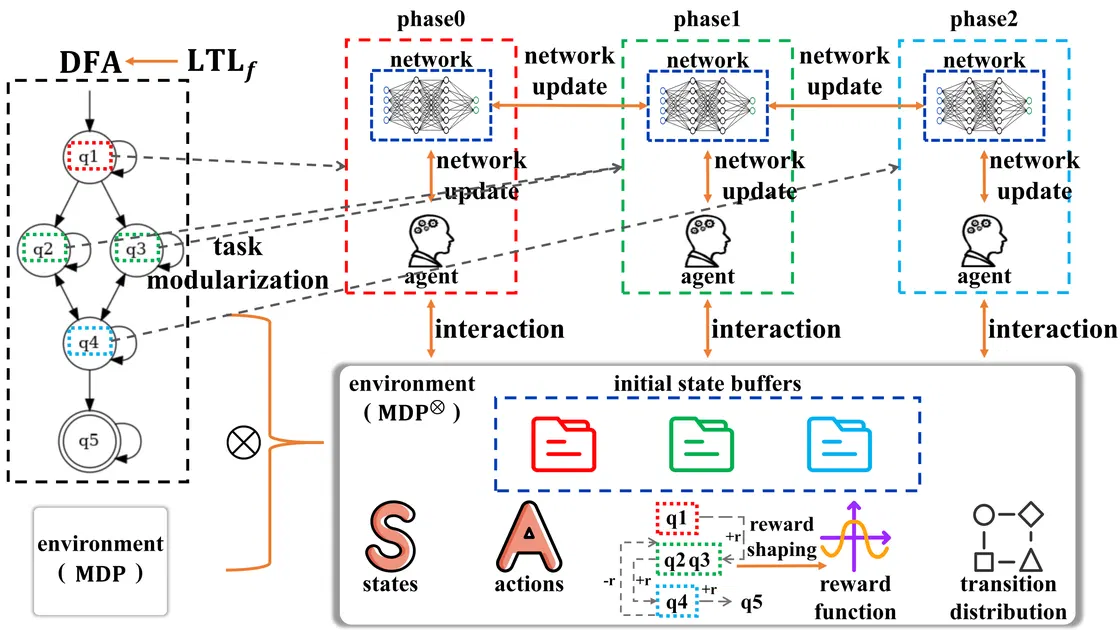 phase0
phase1
phase2
DFA
LTL_f
network
network
network
network
update
network
update
network
update
network
update
network
update
q1
q2
q3
q4
q5
task
modularization
agent
agent
agent
interaction
interaction
interaction
environment
( MDP )
⊗
environment
( MDP⊗ )
initial state buffers
S
states
A
actions
q1
q2 q3
q4
q5
+r
-r
+r
+r
reward
shaping
reward
function
transition
distribution